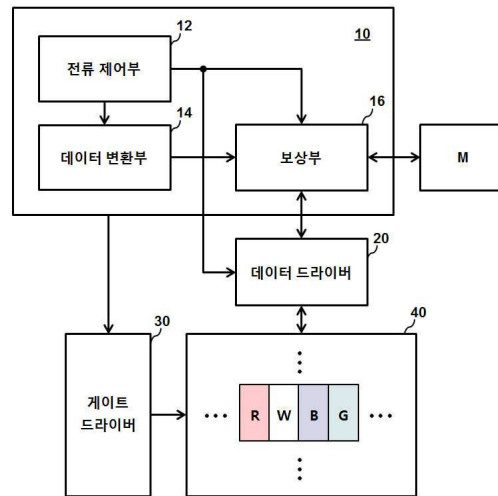 12
10
전류 제어부
14
16
데이터 변환부
보상부
M
20
데이터 드라이버
30
40
게이트
드라이버
R W B G